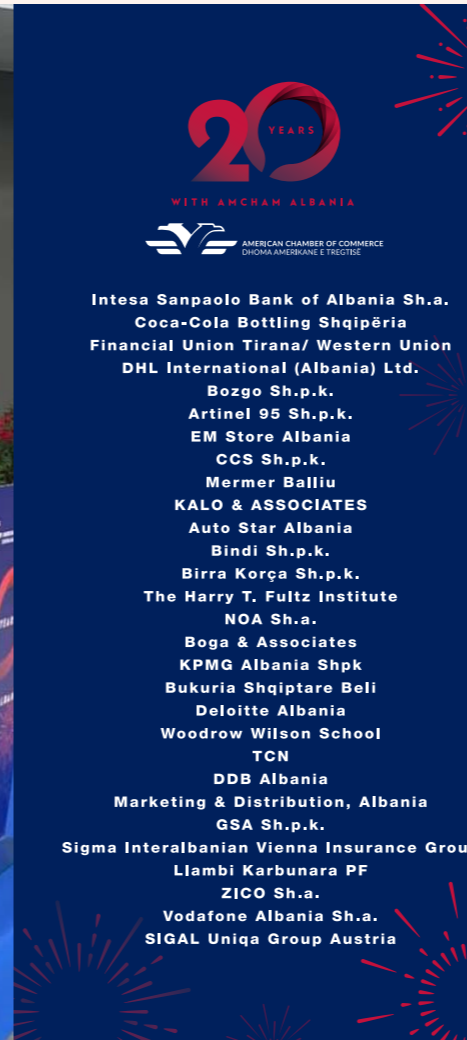 20
YEARS
WITH AMCHAM ALBANIA
AMERICAN CHAMBER OF COMMERCE
DHOMA AMERIKANE E TREGTISË
Intesa Sanpaolo Bank of Albania Sh.a.
Coca-Cola Bottling Shqipëria
Financial Union Tirana/ Western Union
DHL International (Albania) Ltd.
Bozgo Sh.p.k.
Artinel 95 Sh.p.k.
EM Store Albania
CCS Sh.p.k.
Mermer Balliu
KALO & ASSOCIATES
Auto Star Albania
Bindi Sh.p.k.
Birra Korça Sh.p.k.
The Harry T. Fultz Institute
NOA Sh.a.
Boga & Associates
KPMG Albania Shpk
Bukuria Shqiptare Beli
Deloitte Albania
Woodrow Wilson School
TCN
DDB Albania
Marketing & Distribution, Albania
GSA Sh.p.k.
Sigma Interalbanian Vienna Insurance Grou
Llambi Karbunara PF
ZICO Sh.a.
Vodafone Albania Sh.a.
SIGAL Uniqa Group Austria